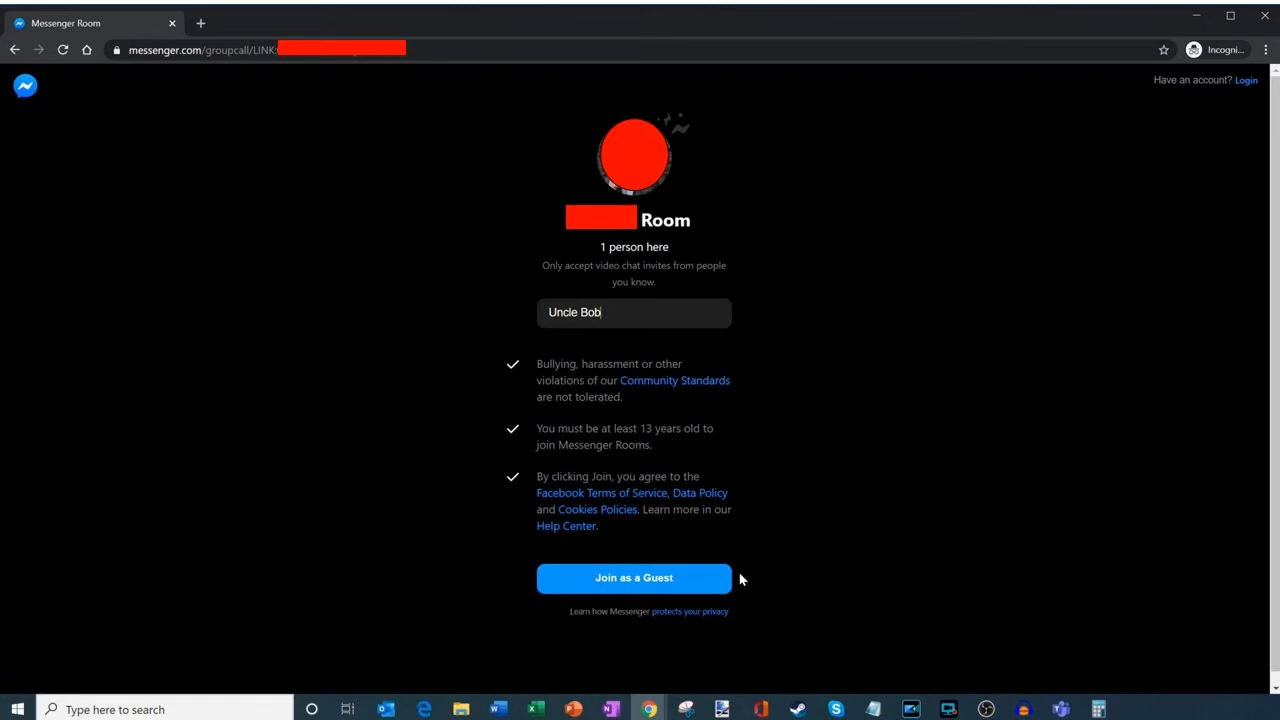 Messenger Room
messenger.com/groupcall/LINK:
Incogni...
Have an account? Login
Room
1 person here
Only accept video chat invites from people
you know.
Uncle Bob
Bullying, harassment or other
violations of our Community Standards
are not tolerated.
You must be at least 13 years old to
join Messenger Rooms.
By clicking Join, you agree to the
Facebook Terms of Service, Data Policy
and Cookies Policies. Learn more in our
Help Center.
Join as a Guest
Learn how Messenger protects your privacy
Type here to search